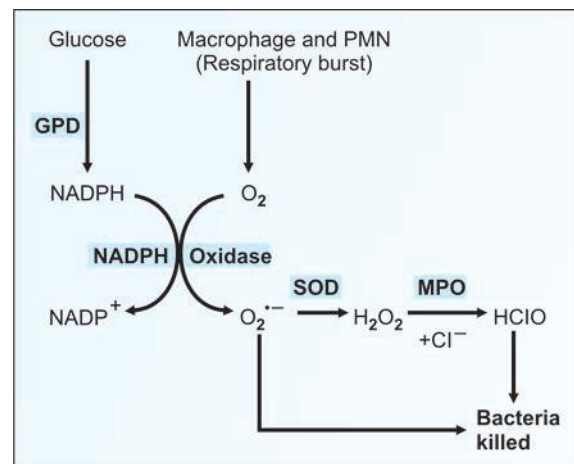 Glucose
Macrophage and PMN
(Respiratory burst)
GPD
NADPH
O₂
NADPH Oxidase
SOD
MPO
NADP⁺
O₂•−
H₂O₂
+Cl⁻
HClO
Bacteria
killed